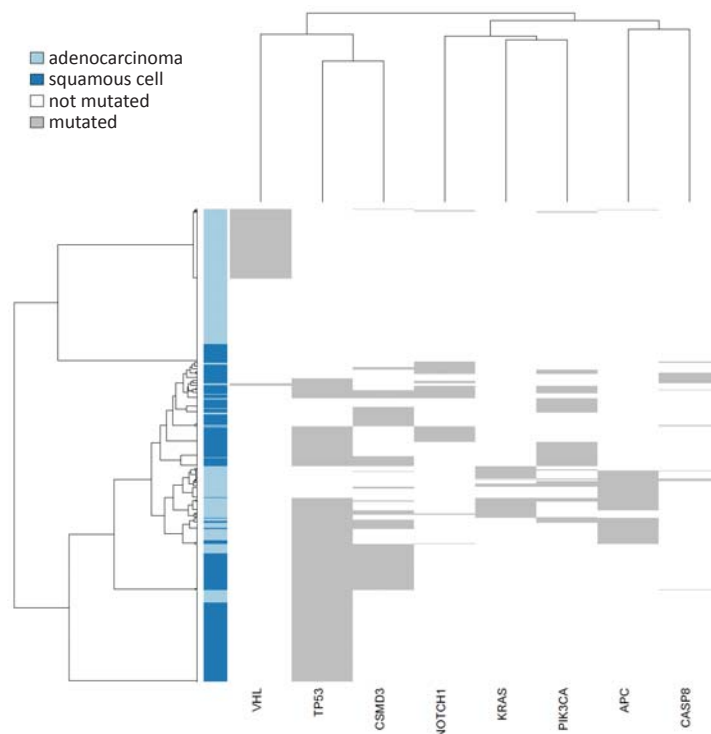 adenocarcinoma
squamous cell
not mutated
mutated
VHL
TP53
CSMD3
NOTCH1
KRAS
PIK3CA
APC
CASP8